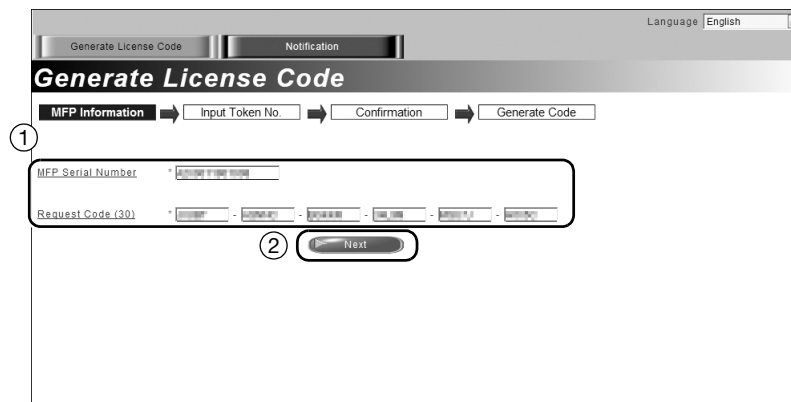 Language English
Generate License Code Notification
Generate License Code
MFP Information Input Token No. Confirmation Generate Code
1
MFP Serial Number *
Request Code (30) * - - - - -
2 Next